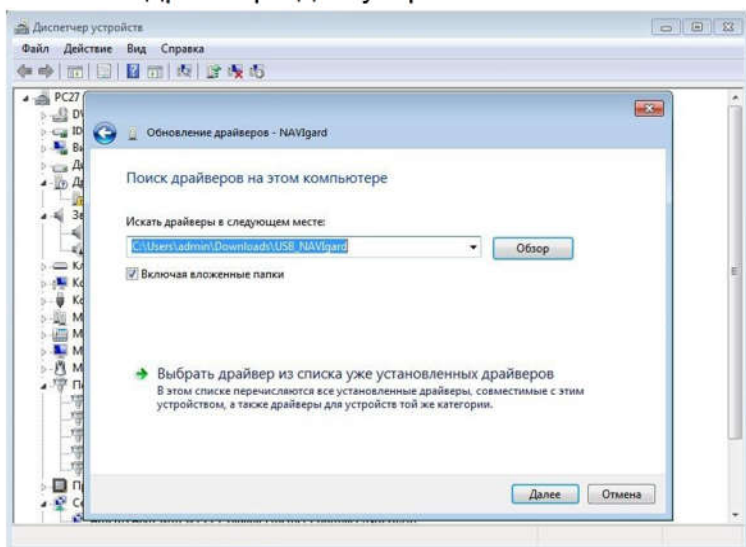 Диспетчер устройств
Файл Действие Вид Справка
PC27
Обновление драйверов - NAVIgard
Поиск драйверов на этом компьютере
Искать драйверы в следующем месте:
C:\Users\admin\Downloads\USB_NAVIgard
Обзор
Включая вложенные папки
Выбрать драйвер из списка уже установленных драйверов
В этом списке перечисляются все установленные драйверы, совместимые с этим
устройством, а также драйверы для устройств той же категории.
Далее Отмена